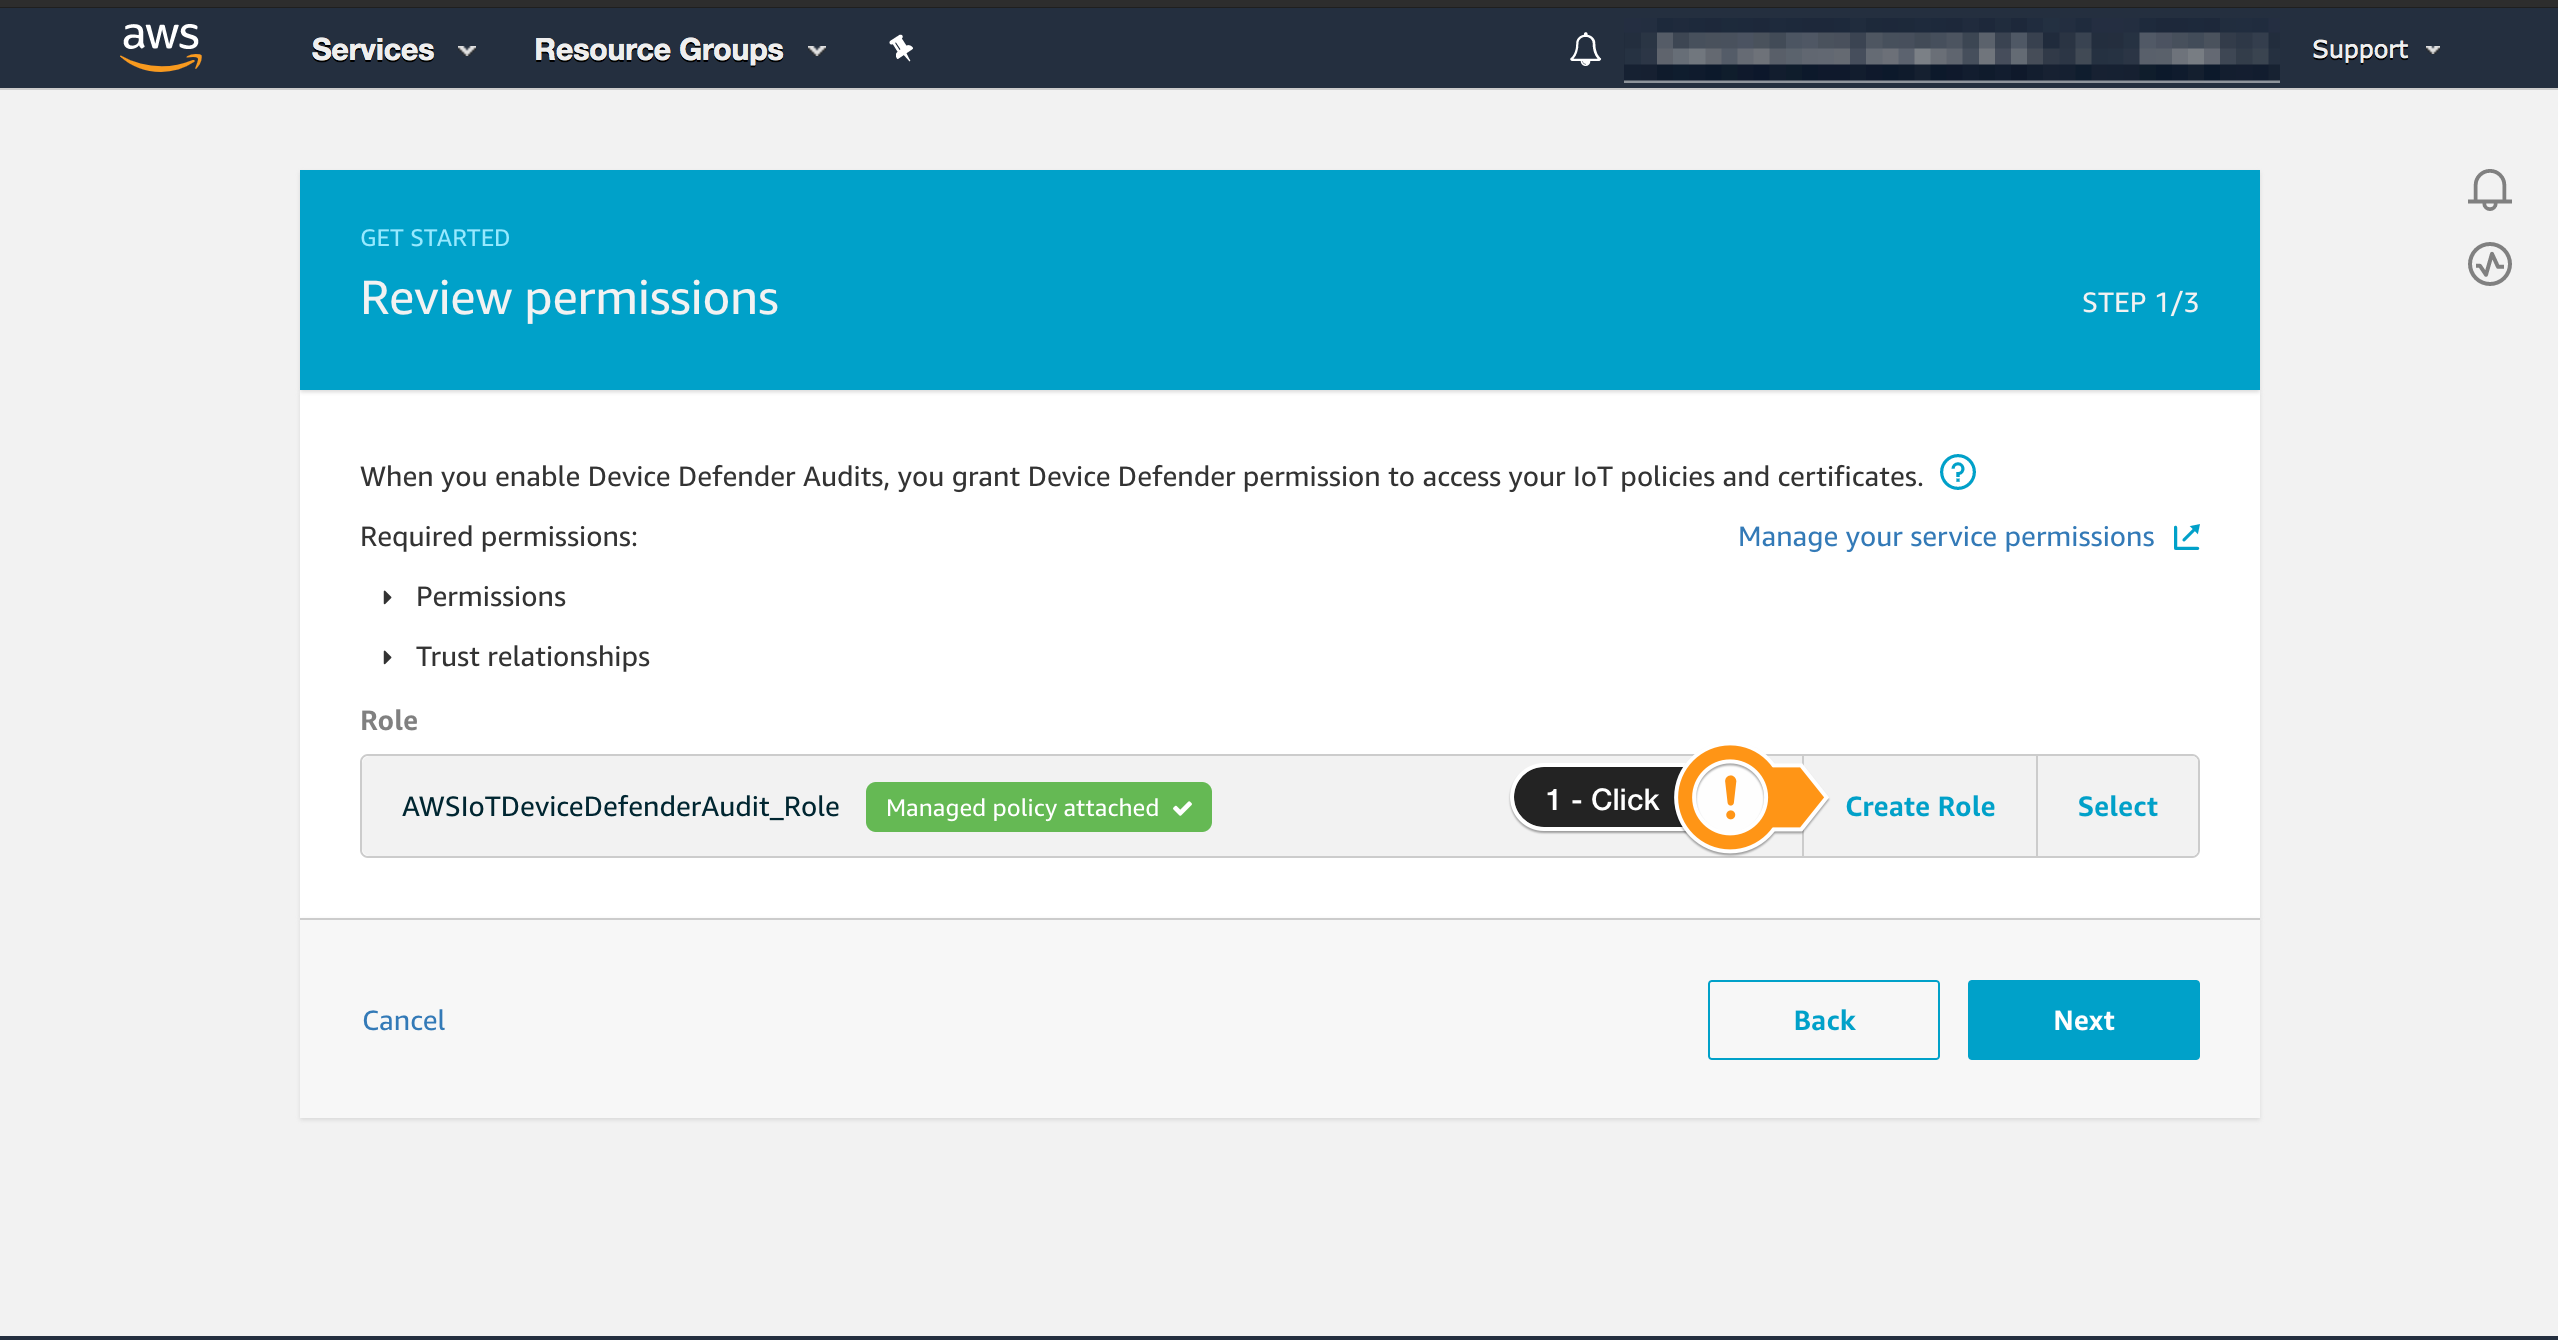 aws Services Resource Groups Support
GET STARTED
Review permissions
STEP 1/3
When you enable Device Defender Audits, you grant Device Defender permission to access your IoT policies and certificates. ?
Required permissions:
Manage your service permissions
Permissions
Trust relationships
Role
AWSIoTDeviceDefenderAudit_Role Managed policy attached 1 - Click ! Create Role Select
Cancel Back Next